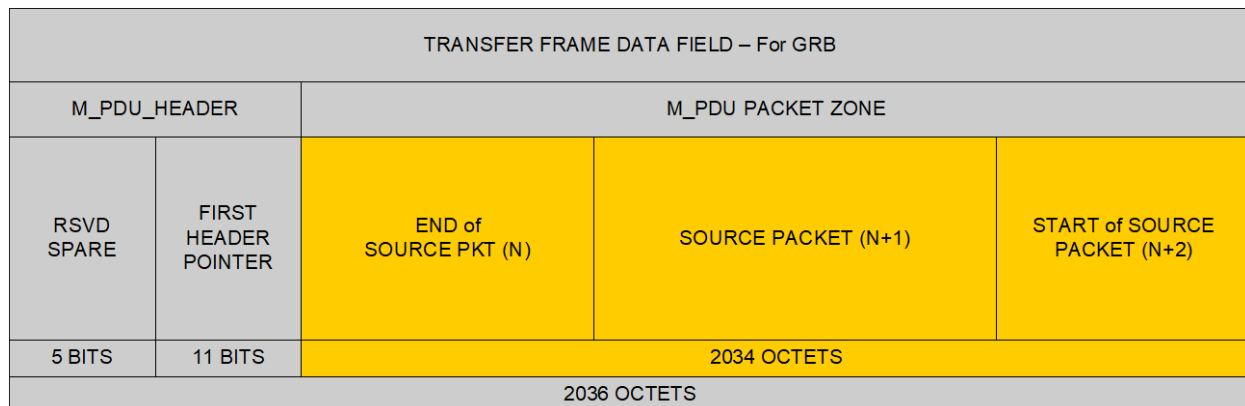 TRANSFER FRAME DATA FIELD – For GRB
M_PDU_HEADER
M_PDU PACKET ZONE
RSVD
SPARE
FIRST
HEADER
POINTER
END of
SOURCE PKT (N)
SOURCE PACKET (N+1)
START of SOURCE
PACKET (N+2)
5 BITS
11 BITS
2034 OCTETS
2036 OCTETS